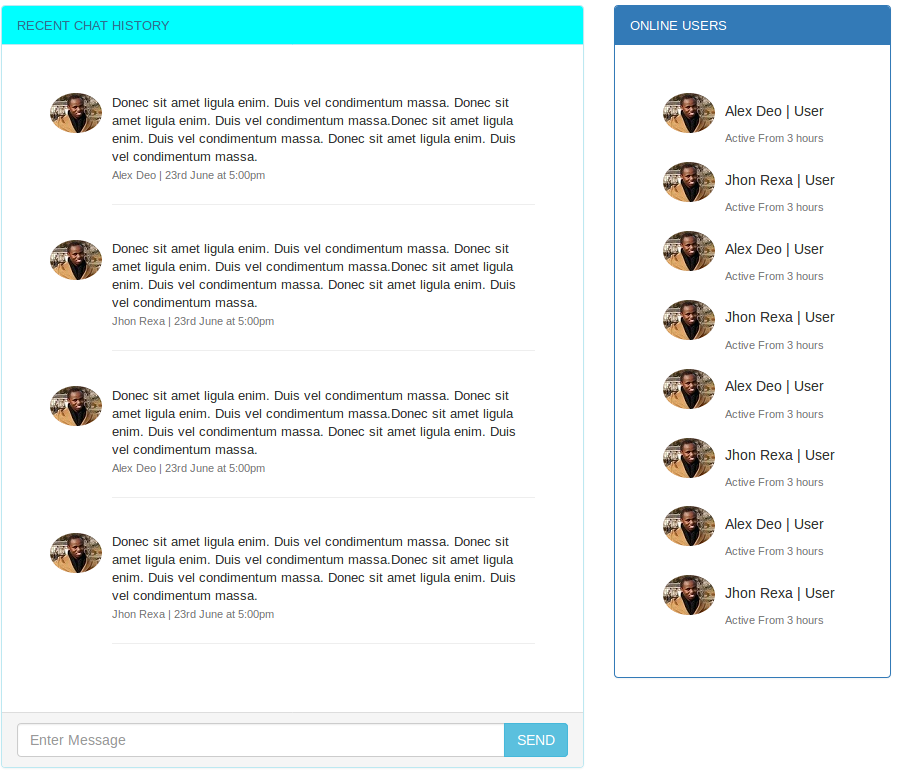 RECENT CHAT HISTORY
Donec sit amet ligula enim. Duis vel condimentum massa. Donec sit
amet ligula enim. Duis vel condimentum massa.Donec sit amet ligula
enim. Duis vel condimentum massa. Donec sit amet ligula enim. Duis
vel condimentum massa.
Alex Deo | 23rd June at 5:00pm
Donec sit amet ligula enim. Duis vel condimentum massa. Donec sit
amet ligula enim. Duis vel condimentum massa.Donec sit amet ligula
enim. Duis vel condimentum massa. Donec sit amet ligula enim. Duis
vel condimentum massa.
Jhon Rexa | 23rd June at 5:00pm
Donec sit amet ligula enim. Duis vel condimentum massa. Donec sit
amet ligula enim. Duis vel condimentum massa.Donec sit amet ligula
enim. Duis vel condimentum massa. Donec sit amet ligula enim. Duis
vel condimentum massa.
Alex Deo | 23rd June at 5:00pm
Donec sit amet ligula enim. Duis vel condimentum massa. Donec sit
amet ligula enim. Duis vel condimentum massa.Donec sit amet ligula
enim. Duis vel condimentum massa. Donec sit amet ligula enim. Duis
vel condimentum massa.
Jhon Rexa | 23rd June at 5:00pm
Enter Message
SEND
ONLINE USERS
Alex Deo | User
Active From 3 hours
Jhon Rexa | User
Active From 3 hours
Alex Deo | User
Active From 3 hours
Jhon Rexa | User
Active From 3 hours
Alex Deo | User
Active From 3 hours
Jhon Rexa | User
Active From 3 hours
Alex Deo | User
Active From 3 hours
Jhon Rexa | User
Active From 3 hours